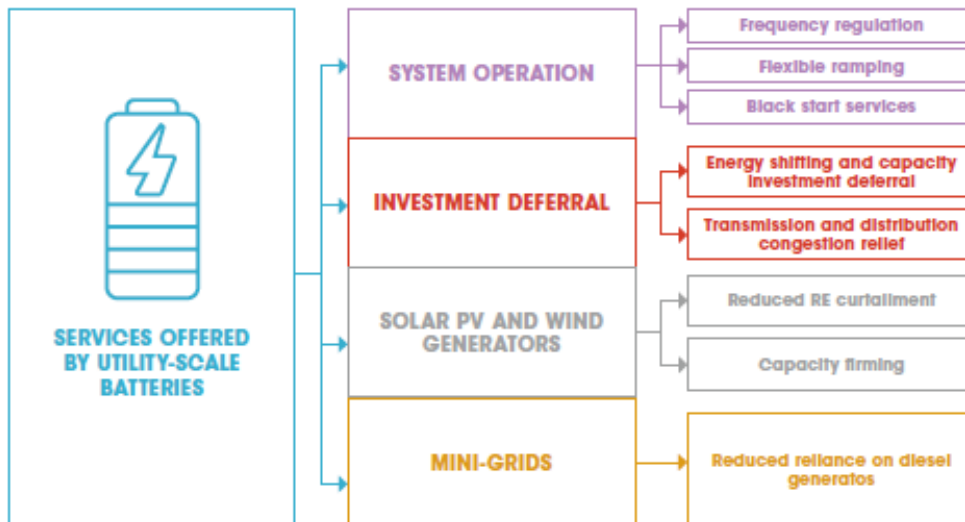 SERVICES OFFERED
BY UTILITY-SCALE
BATTERIES
SYSTEM OPERATION
Frequency regulation
Flexible ramping
Black start services
INVESTMENT DEFERRAL
Energy shifting and capacity
investment deferral
Transmission and distribution
congestion relief
SOLAR PV AND WIND
GENERATORS
Reduced RE curtailment
Capacity firming
MINI-GRIDS
Reduced reliance on diesel
generatos